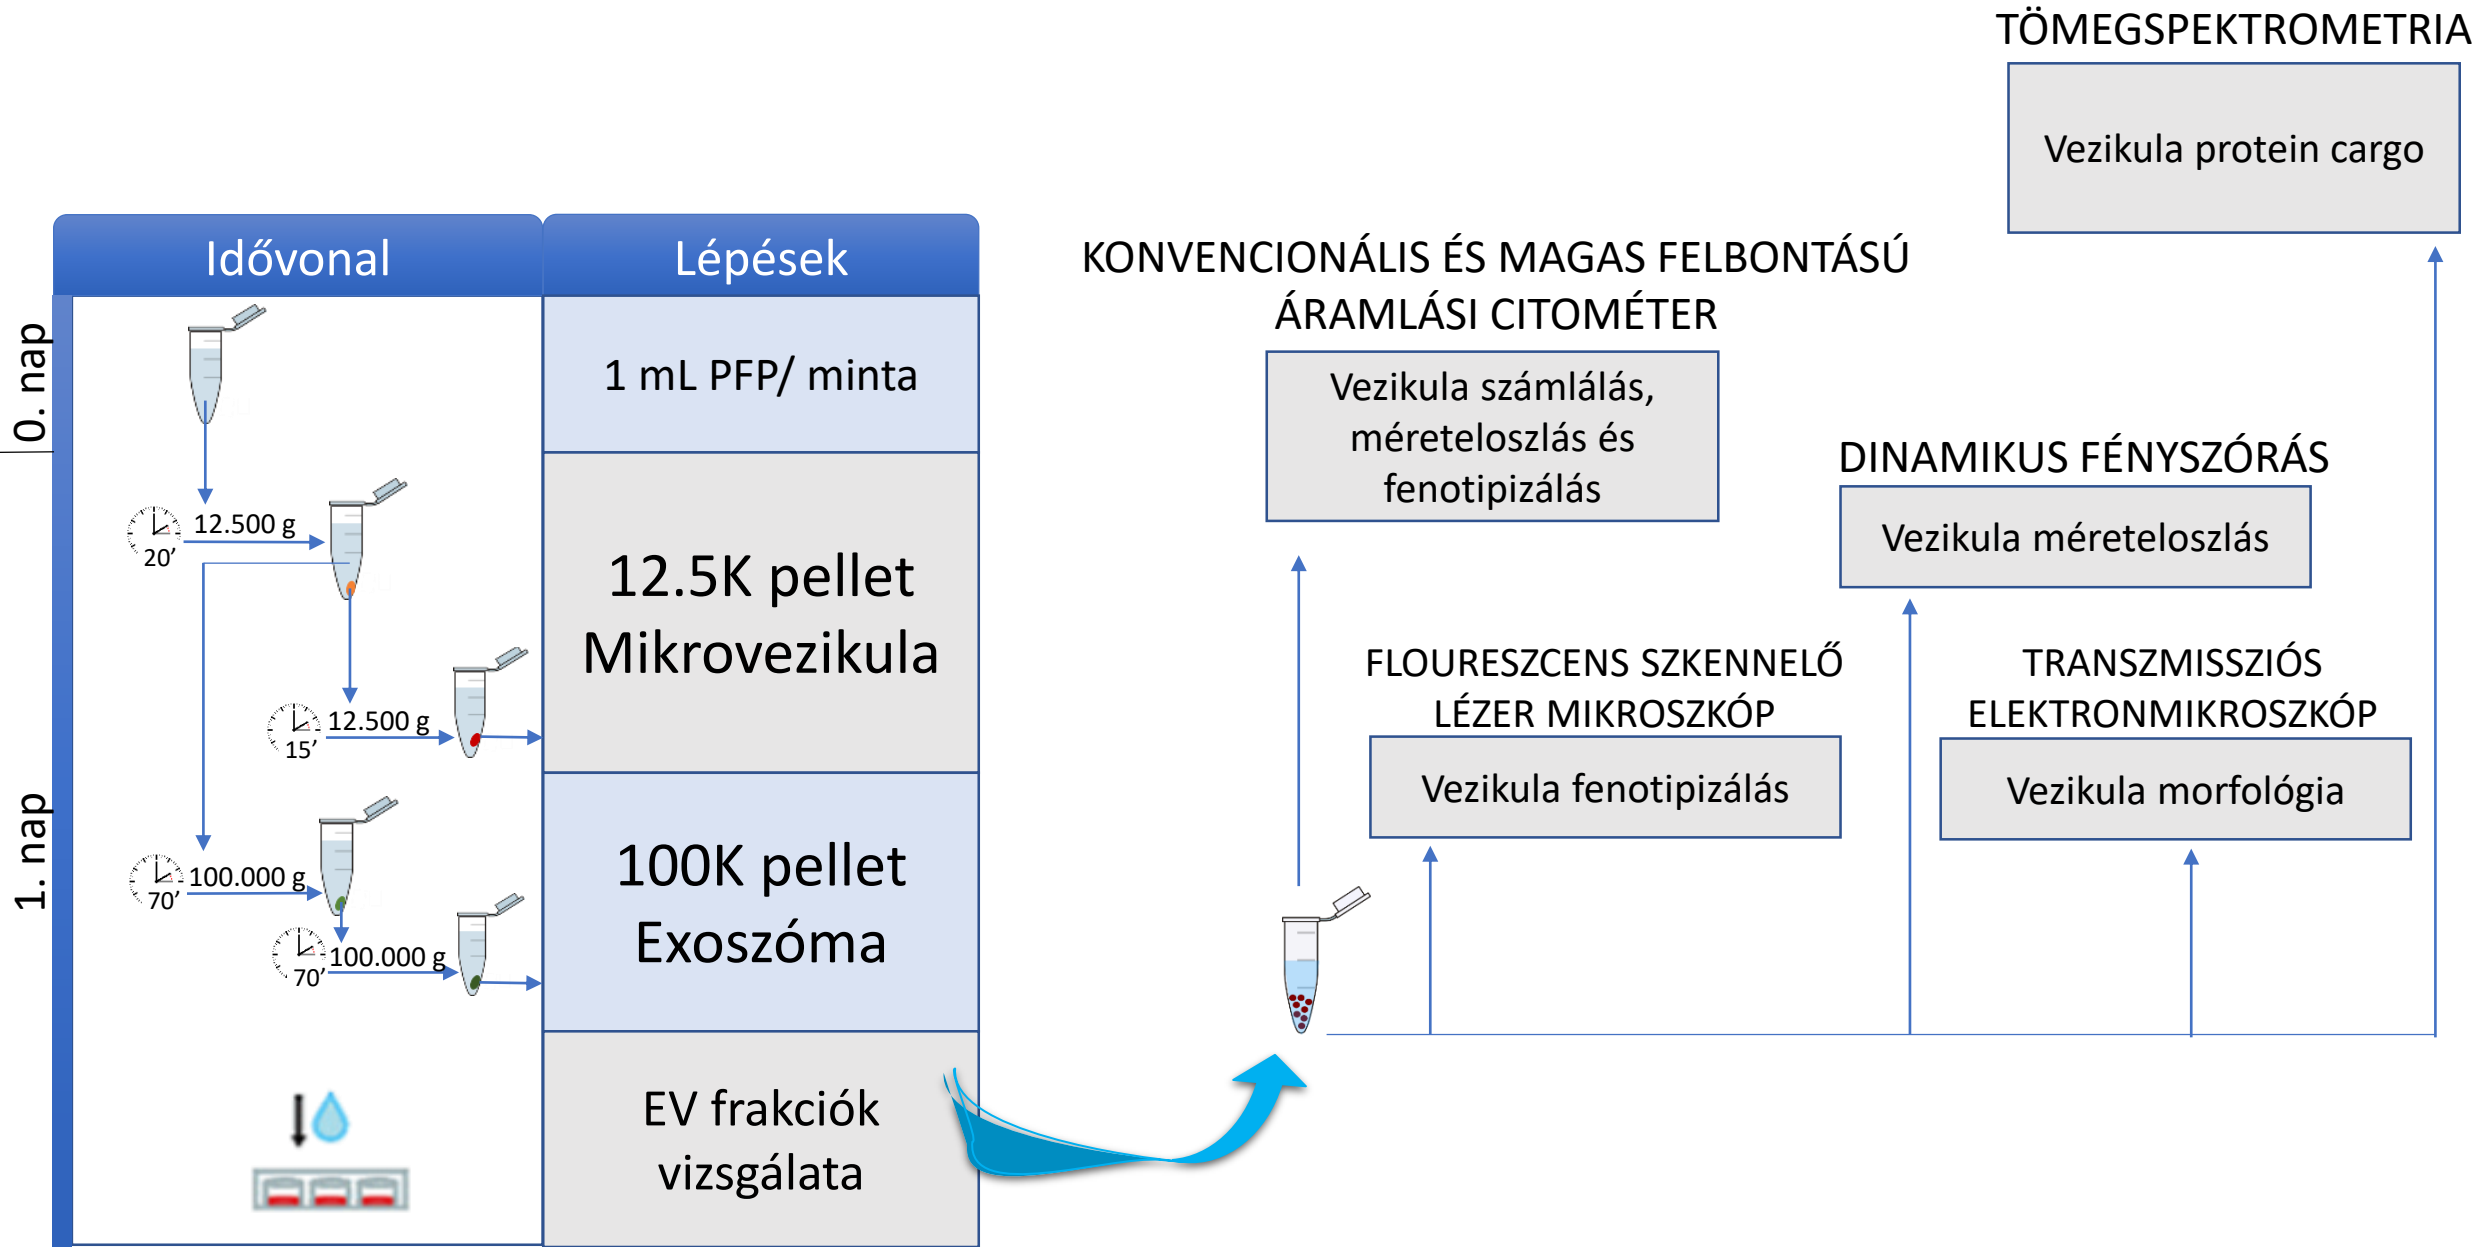 Idővonal
Lépések
0. nap
1 mL PFP/ minta
12.500 g
20’
12.5K pellet
Mikrovezikula
12.500 g
15’
1. nap
100.000 g
70’
100K pellet
Exoszóma
100.000 g
70’
EV frakciók
vizsgálata
KONVENCIONÁLIS ÉS MAGAS FELBONTÁSÚ
ÁRAMLÁSI CITOMÉTER
Vezikula számlálás,
méreteloszlás és
fenotipizálás
FLOURESZCENS SZKENNELŐ
LÉZER MIKROSZKÓP
Vezikula fenotipizálás
DINAMIKUS FÉNYSZÓRÁS
Vezikula méreteloszlás
TRANSZMISSZIÓS
ELEKTRONMIKROSZKÓP
Vezikula morfológia
TÖMEGSPEKTROMETRIA
Vezikula protein cargo